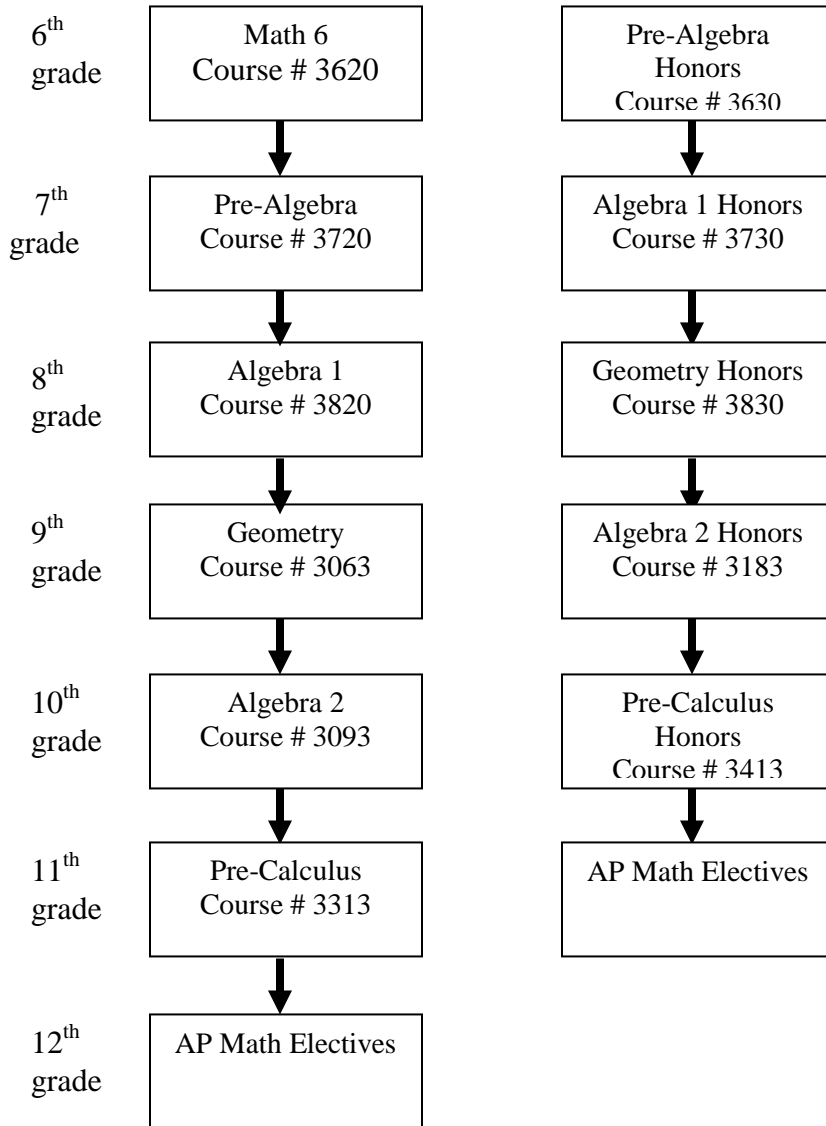 6th
grade
Math 6
Course # 3620
Pre-Algebra
Honors
Course # 3630
7th
grade
Pre-Algebra
Course # 3720
Algebra 1 Honors
Course # 3730
8th
grade
Algebra 1
Course # 3820
Geometry Honors
Course # 3830
9th
grade
Geometry
Course # 3063
Algebra 2 Honors
Course # 3183
10th
grade
Algebra 2
Course # 3093
Pre-Calculus
Honors
Course # 3413
11th
grade
Pre-Calculus
Course # 3313
AP Math Electives
12th
grade
AP Math Electives